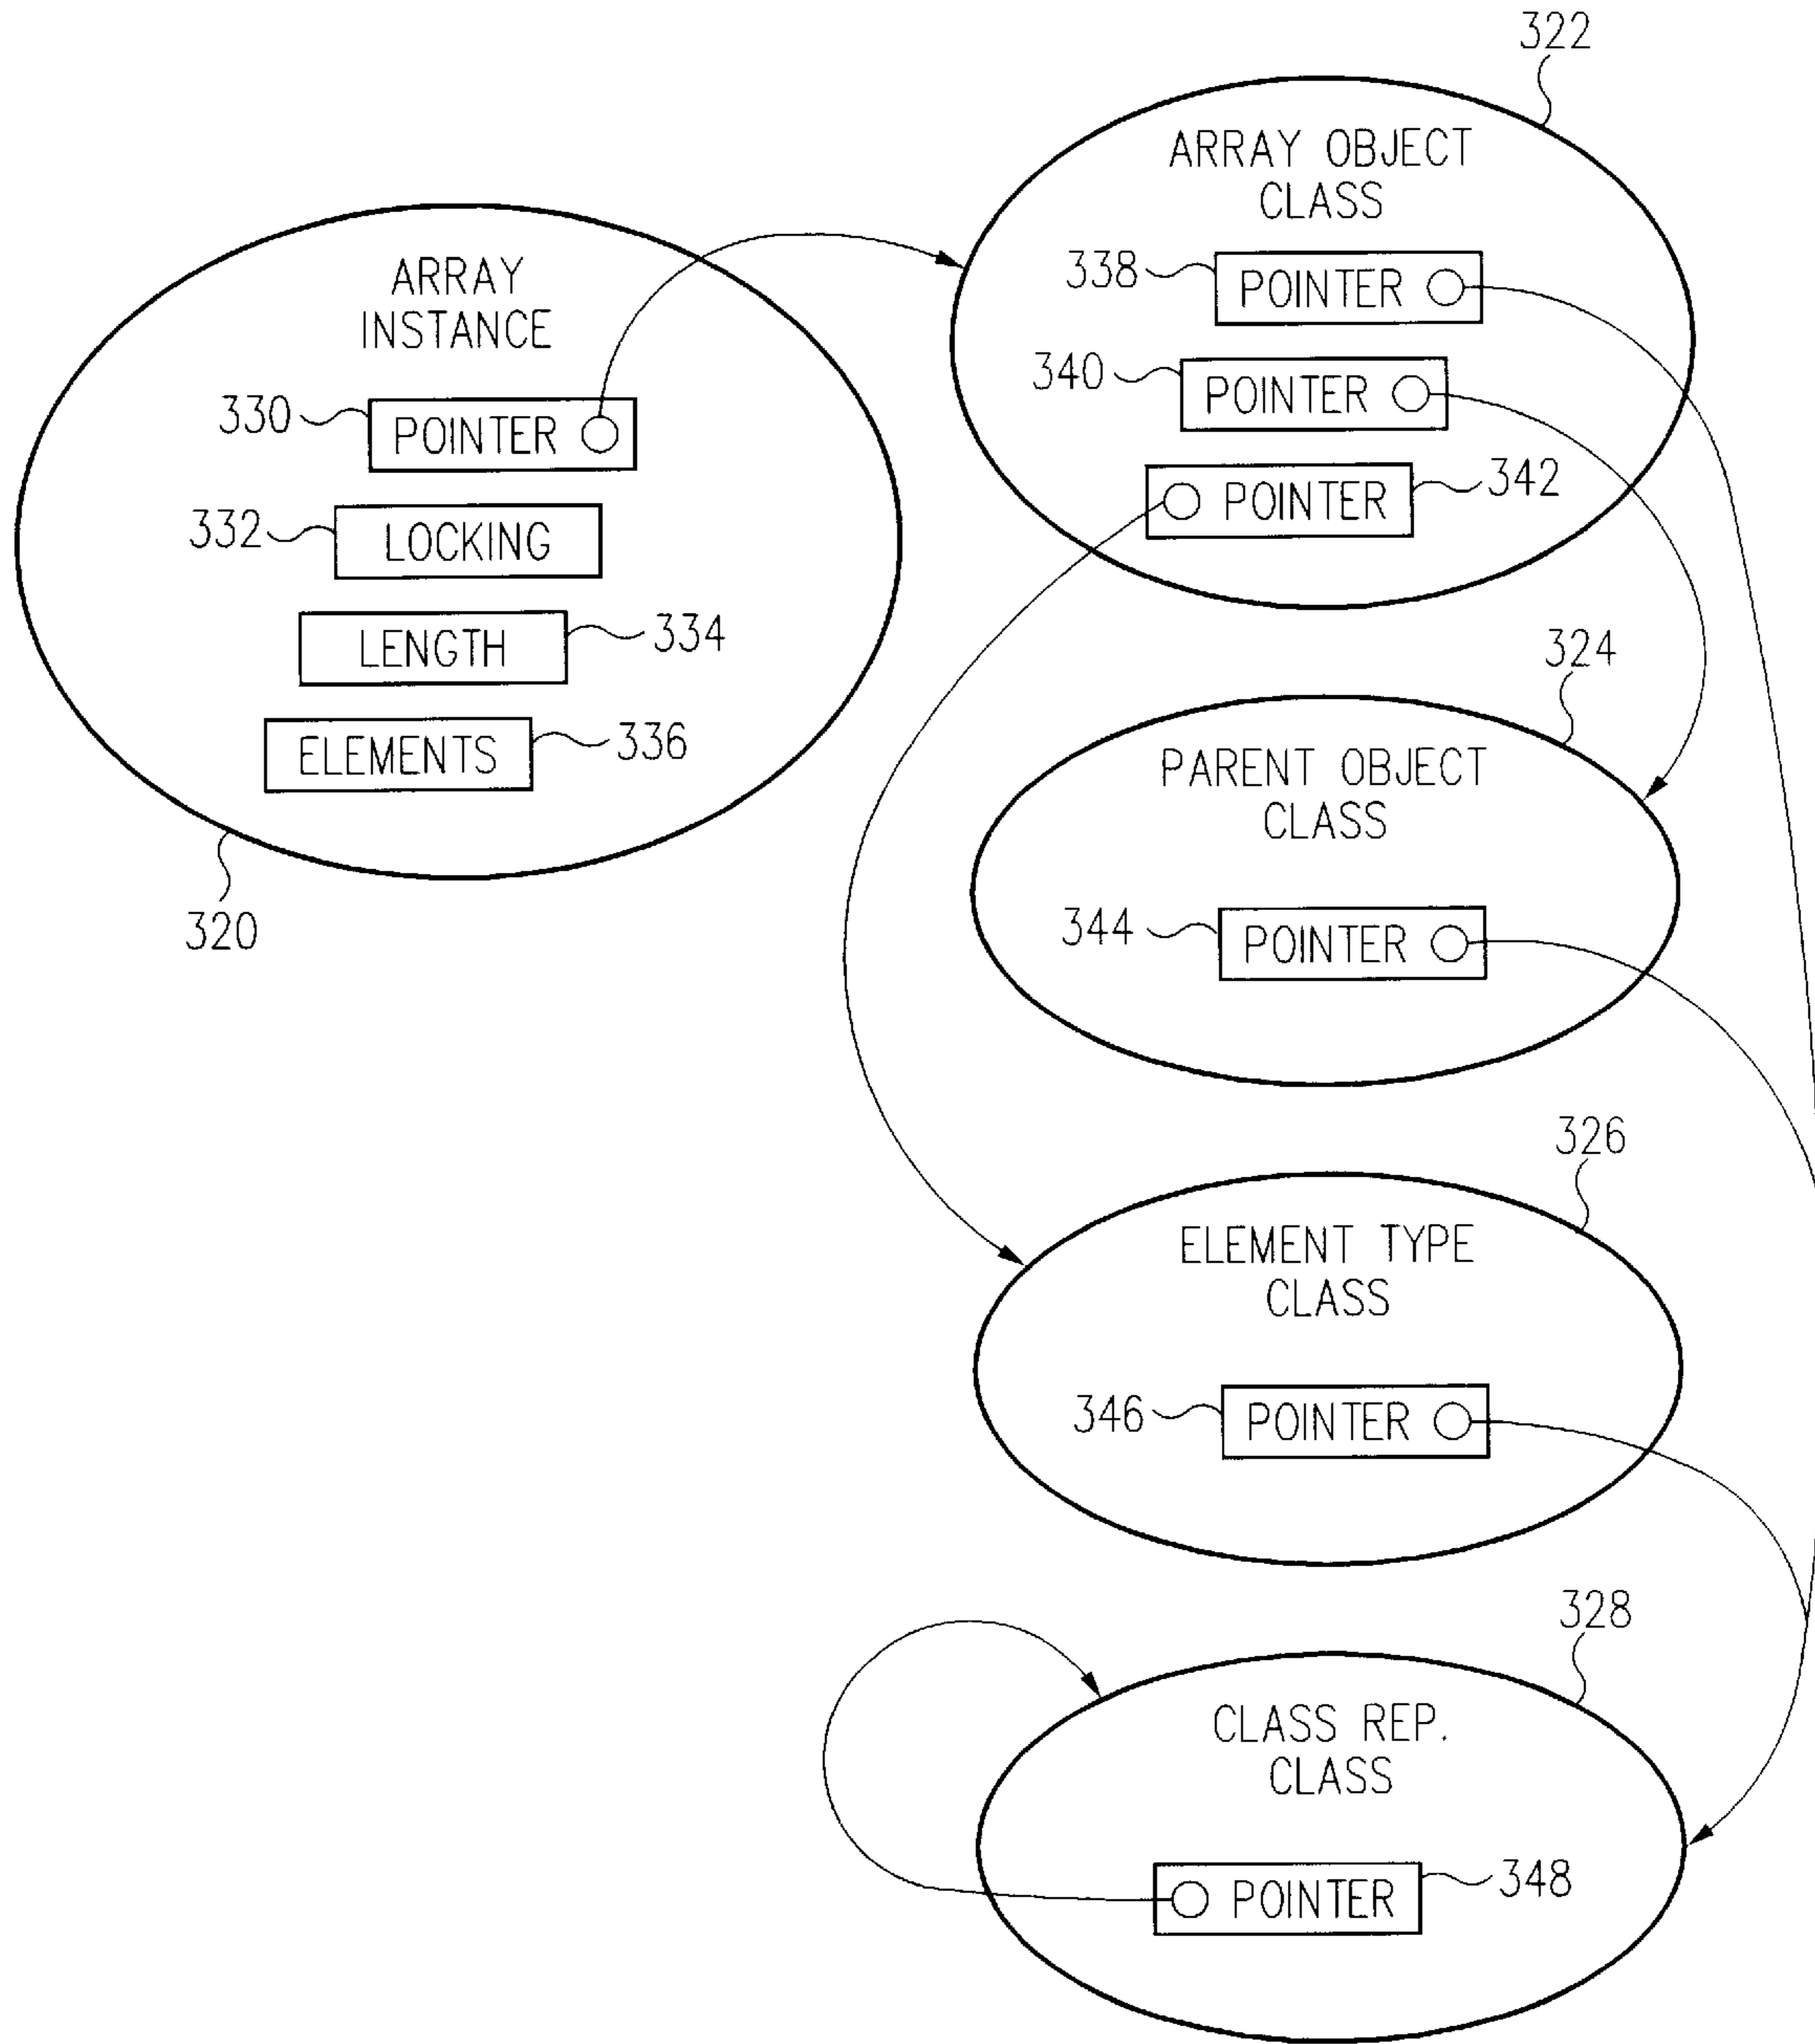 322
ARRAY OBJECT
CLASS
338
POINTER
340
POINTER
342
POINTER
ARRAY
INSTANCE
330
POINTER
332
LOCKING
334
LENGTH
336
ELEMENTS
320
324
PARENT OBJECT
CLASS
344
POINTER
326
ELEMENT TYPE
CLASS
346
POINTER
328
CLASS REP.
CLASS
348
POINTER